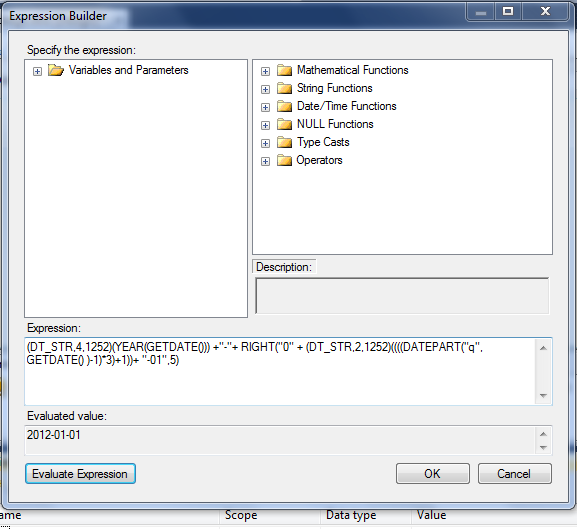 Expression Builder
Specify the expression:
Variables and Parameters
Mathematical Functions
String Functions
Date/Time Functions
NULL Functions
Type Casts
Operators
Description:
Expression:
(DT_STR,4,1252)(YEAR(GETDATE())) +"-"+ RIGHT("0" + (DT_STR,2,1252)((((DATEPART("q",
GETDATE() )-1)*3)+1))+ "-01",5)
Evaluated value:
2012-01-01
Evaluate Expression
OK
Cancel
ame
Scope
Data type
Value